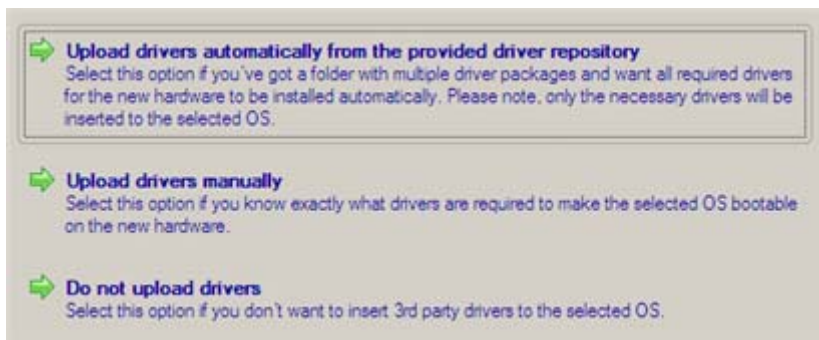 Upload drivers automatically from the provided driver repository
Select this option if you've got a folder with multiple driver packages and want all required drivers
for the new hardware to be installed automatically. Please note, only the necessary drivers will be
inserted to the selected OS.
Upload drivers manually
Select this option if you know exactly what drivers are required to make the selected OS bootable
on the new hardware.
Do not upload drivers
Select this option if you don't want to insert 3rd party drivers to the selected OS.